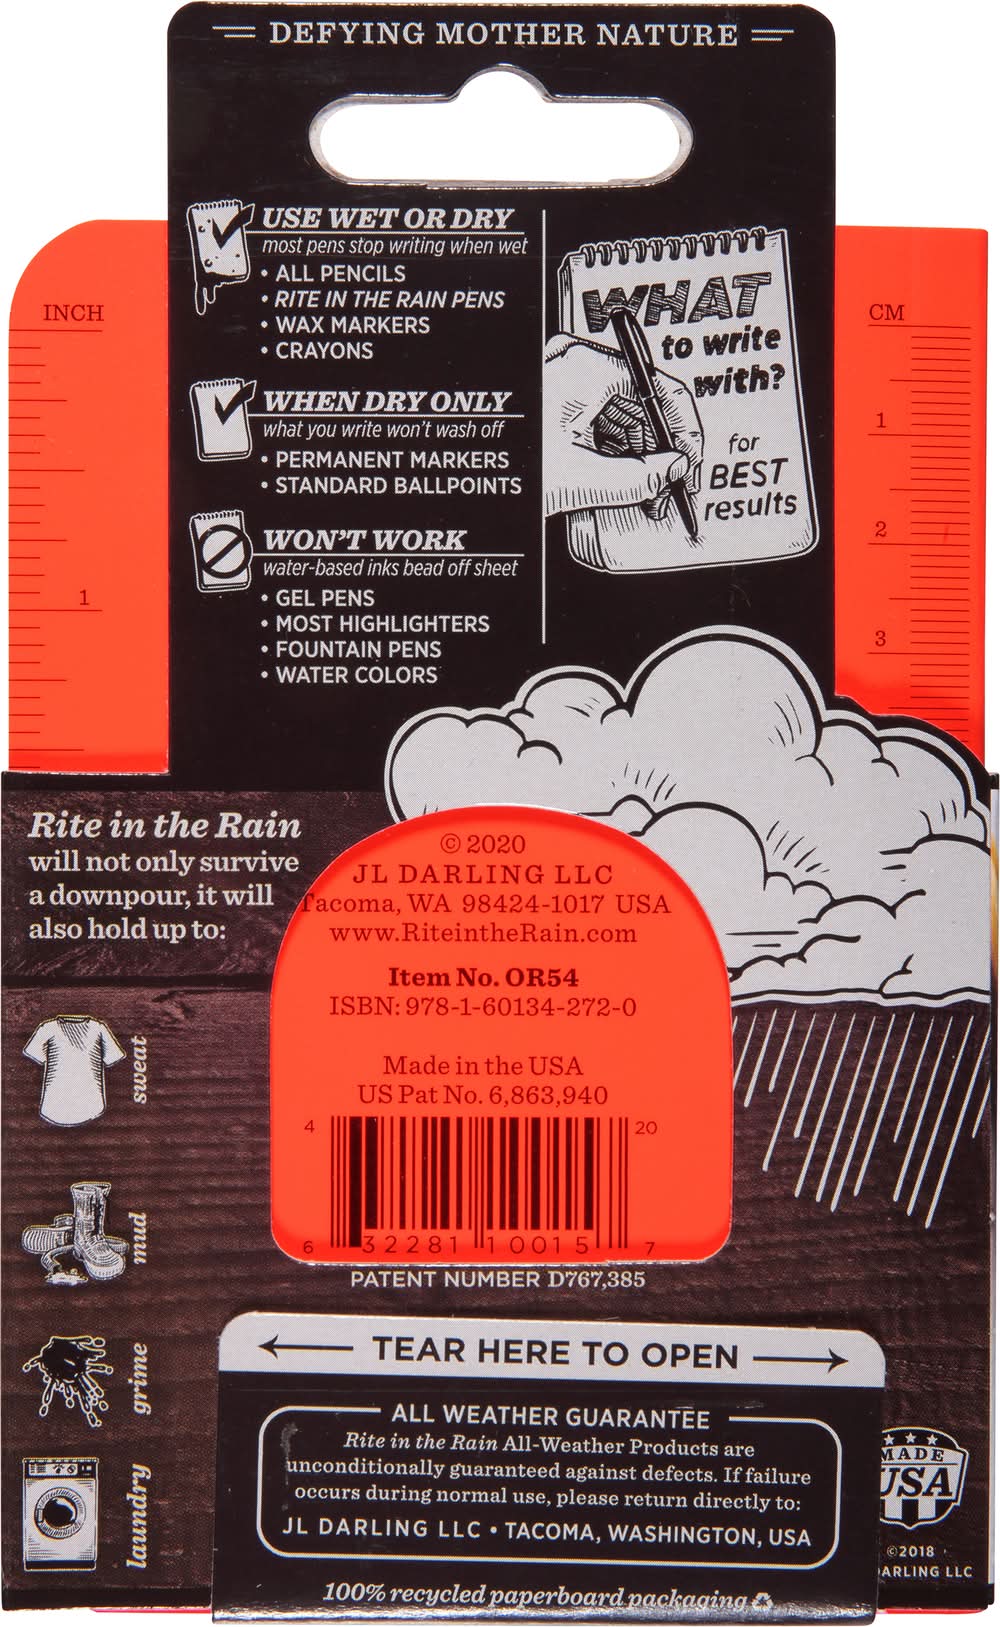 DEFYING MOTHER NATURE
USE WET OR DRY
most pens stop writing when wet
• ALL PENCILS
• RITE IN THE RAIN PENS
• WAX MARKERS
• CRAYONS
WHEN DRY ONLY
what you write won't wash off
• PERMANENT MARKERS
• STANDARD BALLPOINTS
WON'T WORK
water-based inks bead off sheet
• GEL PENS
• MOST HIGHLIGHTERS
• FOUNTAIN PENS
• WATER COLORS
WHAT
to write
with?
for
BEST
results
INCH
1
CM
1
2
3
Rite in the Rain
will not only survive
a downpour, it will
also hold up to:
sweat
mud
grime
laundry
© 2020
JL DARLING LLC
Tacoma, WA 98424-1017 USA
www.RiteintheRain.com
Item No. OR54
ISBN: 978-1-60134-272-0
Made in the USA
US Pat No. 6,863,940
4 20
6 32281 10015 7
PATENT NUMBER D767,385
TEAR HERE TO OPEN
ALL WEATHER GUARANTEE
Rite in the Rain All-Weather Products are
unconditionally guaranteed against defects. If failure
occurs during normal use, please return directly to:
JL DARLING LLC • TACOMA, WASHINGTON, USA
100% recycled paperboard packaging
MADE
USA
©2018
DARLING LLC